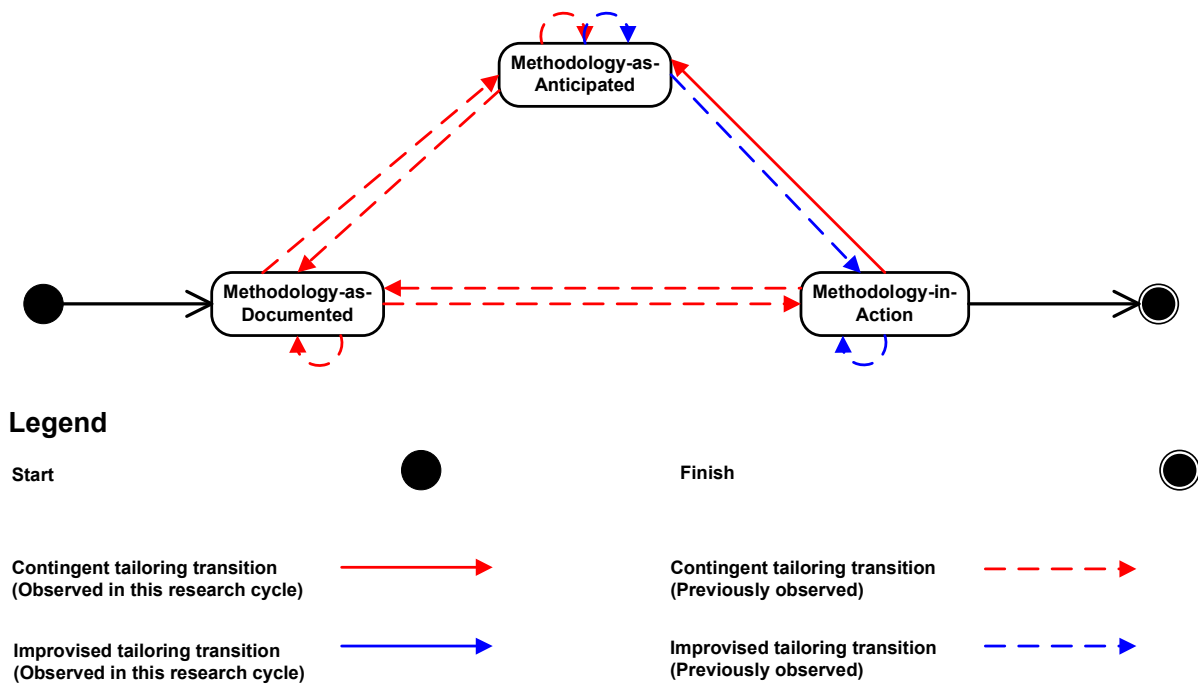 Methodology-as-
Anticipated
Methodology-as-
Documented
Methodology-in-
Action
Legend
Start
Finish
Contingent tailoring transition
(Observed in this research cycle)
Contingent tailoring transition
(Previously observed)
Improvised tailoring transition
(Observed in this research cycle)
Improvised tailoring transition
(Previously observed)